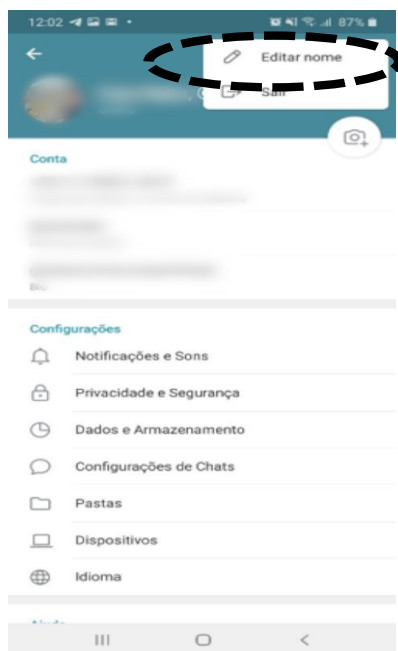 12:02
87%
Editar nome
Sair
Conta
Configurações
Notificações e Sons
Privacidade e Segurança
Dados e Armazenamento
Configurações de Chats
Pastas
Dispositivos
Idioma